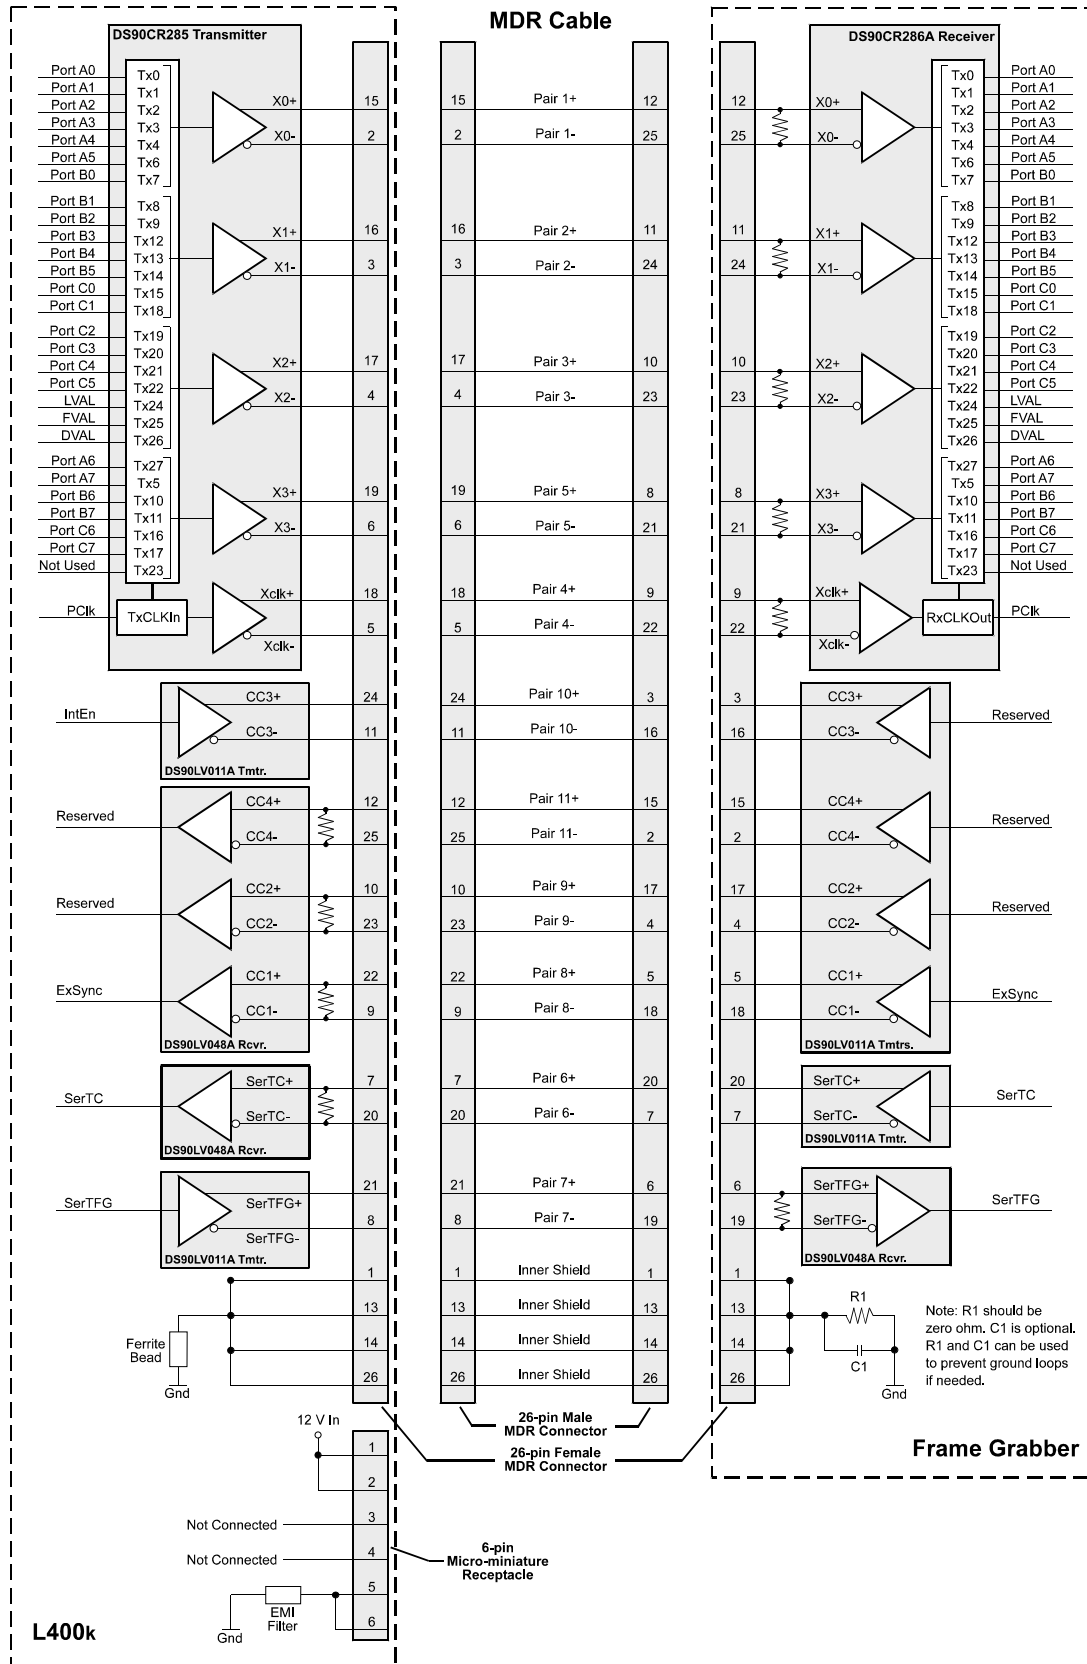 MDR Cable
DS90CR285 Transmitter
Port A0
Port A1
Port A2
Port A3
Port A4
Port A5
Port B0
Tx0
Tx1
Tx2
Tx3
Tx4
Tx6
Tx7
X0+
X0-
15
2
Port B1
Port B2
Port B3
Port B4
Port B5
Port C0
Port C1
Tx8
Tx9
Tx12
Tx13
Tx14
Tx15
Tx18
X1+
X1-
16
3
Port C2
Port C3
Port C4
Port C5
LVAL
FVAL
DVAL
Tx19
Tx20
Tx21
Tx22
Tx24
Tx25
Tx26
X2+
X2-
17
4
Port A6
Port A7
Port B6
Port B7
Port C6
Port C7
Not Used
Tx27
Tx5
Tx10
Tx11
Tx16
Tx17
Tx23
X3+
X3-
19
6
PClk
TxCLKIn
Xclk+
Xclk-
18
5
IntEn
CC3+
CC3-
DS90LV011A Tmtr.
24
11
Reserved
CC4+
CC4-
12
25
Reserved
CC2+
CC2-
10
23
ExSync
CC1+
CC1-
DS90LV048A Rcvr.
22
9
SerTC
SerTC+
SerTC-
DS90LV048A Rcvr.
7
20
SerTFG
SerTFG+
SerTFG-
DS90LV011A Tmtr.
21
8
1
13
14
26
Ferrite
Bead
Gnd
12 V In
1
2
Not Connected
3
Not Connected
4
5
6
EMI
Filter
Gnd
6-pin
Micro-miniature
Receptacle
L400k
15 Pair 1+ 12
2 Pair 1- 25
16 Pair 2+ 11
3 Pair 2- 24
17 Pair 3+ 10
4 Pair 3- 23
19 Pair 5+ 8
6 Pair 5- 21
18 Pair 4+ 9
5 Pair 4- 22
24 Pair 10+ 3
11 Pair 10- 16
12 Pair 11+ 15
25 Pair 11- 2
10 Pair 9+ 17
23 Pair 9- 4
22 Pair 8+ 5
9 Pair 8- 18
7 Pair 6+ 20
20 Pair 6- 7
21 Pair 7+ 6
8 Pair 7- 19
1 Inner Shield 1
13 Inner Shield 13
14 Inner Shield 14
26 Inner Shield 26
26-pin Male
MDR Connector
26-pin Female
MDR Connector
DS90CR286A Receiver
12
25
X0+
X0-
Tx0
Tx1
Tx2
Tx3
Tx4
Tx6
Tx7
Port A0
Port A1
Port A2
Port A3
Port A4
Port A5
Port B0
11
24
X1+
X1-
Tx8
Tx9
Tx12
Tx13
Tx14
Tx15
Tx18
Port B1
Port B2
Port B3
Port B4
Port B5
Port C0
Port C1
10
23
X2+
X2-
Tx19
Tx20
Tx21
Tx22
Tx24
Tx25
Tx26
Port C2
Port C3
Port C4
Port C5
LVAL
FVAL
DVAL
8
21
X3+
X3-
Tx27
Tx5
Tx10
Tx11
Tx16
Tx17
Tx23
Port A6
Port A7
Port B6
Port B7
Port C6
Port C7
Not Used
9
22
Xclk+
Xclk-
RxCLKOut
PClk
3
16
CC3+
CC3-
Reserved
15
2
CC4+
CC4-
Reserved
17
4
CC2+
CC2-
Reserved
5
18
CC1+
CC1-
ExSync
DS90LV011A Tmtrs.
20
7
SerTC+
SerTC-
SerTC
DS90LV011A Tmtr.
6
19
SerTFG+
SerTFG-
SerTFG
DS90LV048A Rcvr.
1
13
14
26
R1
C1
Gnd
Note: R1 should be
zero ohm. C1 is optional.
R1 and C1 can be used
to prevent ground loops
if needed.
Frame Grabber